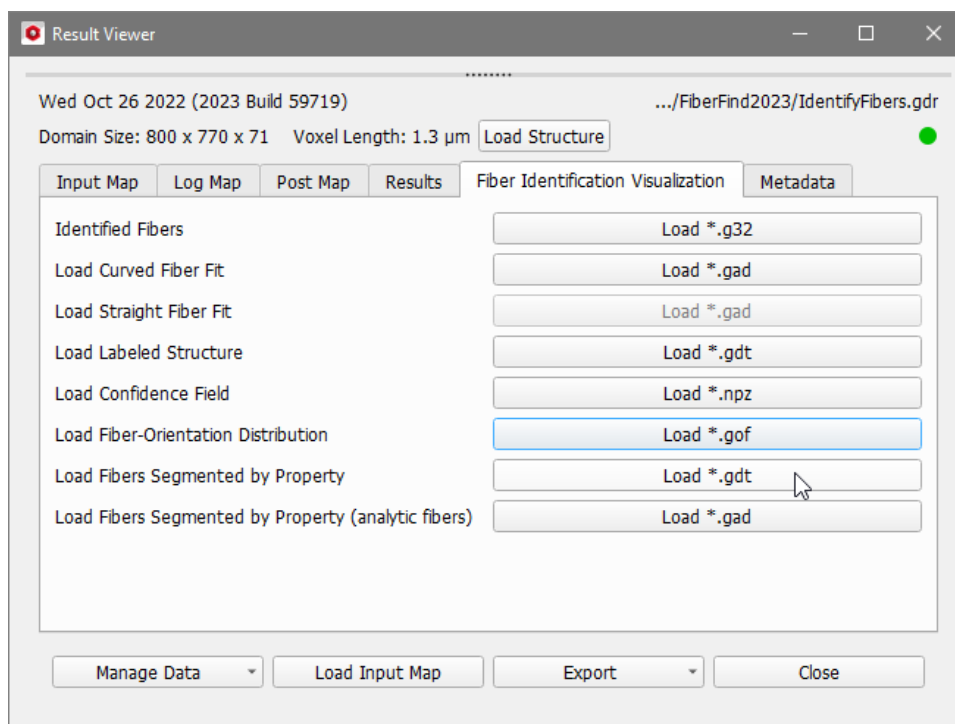 Result Viewer
Wed Oct 26 2022 (2023 Build 59719) .../FiberFind2023/IdentifyFibers.gdr
Domain Size: 800 x 770 x 71 Voxel Length: 1.3 µm Load Structure
Input Map Log Map Post Map Results Fiber Identification Visualization Metadata
Identified Fibers Load *.g32
Load Curved Fiber Fit Load *.gad
Load Straight Fiber Fit Load *.gad
Load Labeled Structure Load *.gdt
Load Confidence Field Load *.npz
Load Fiber-Orientation Distribution Load *.gof
Load Fibers Segmented by Property Load *.gdt
Load Fibers Segmented by Property (analytic fibers) Load *.gad
Manage Data Load Input Map Export Close